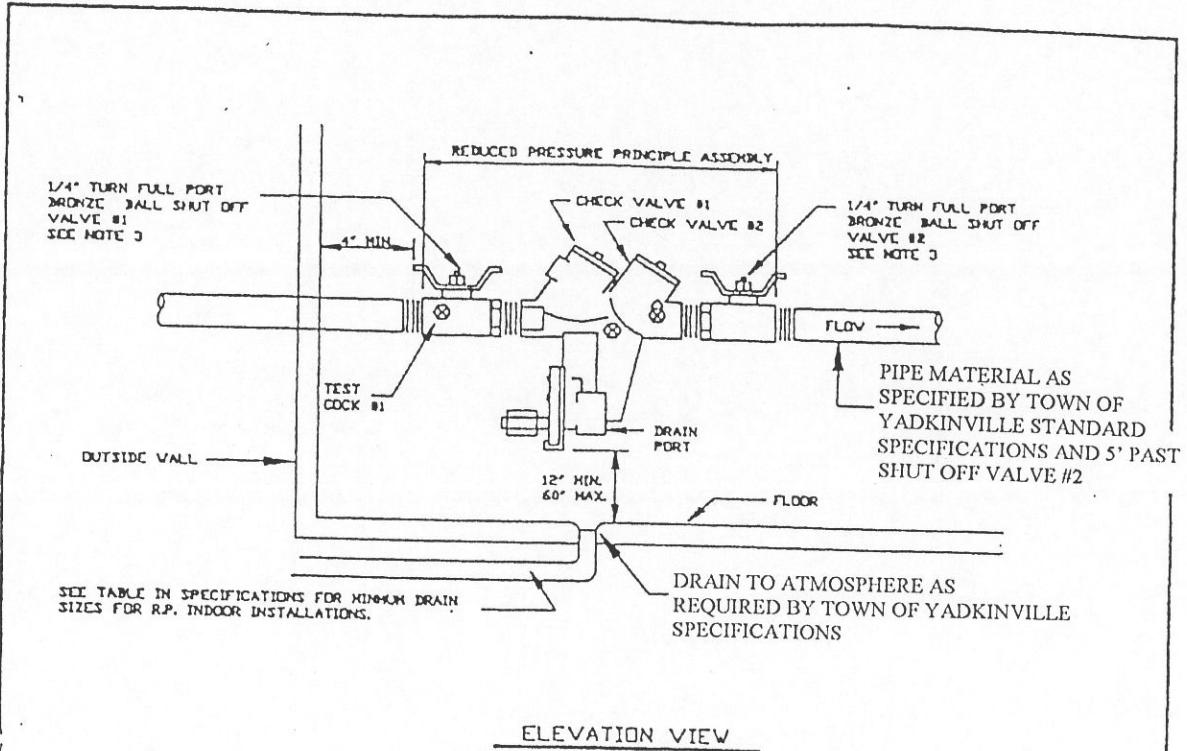 REDUCED PRESSURE PRINCIPLE ASSEMBLY
1/4" TURN FULL PORT
BRONZE BALL SHUT OFF
VALVE #1
SEE NOTE 3
4" MIN.
CHECK VALVE #1
CHECK VALVE #2
1/4" TURN FULL PORT
BRONZE BALL SHUT OFF
VALVE #2
SEE NOTE 3
FLOW
TEST
COCK #1
PIPE MATERIAL AS
SPECIFIED BY TOWN OF
YADKINVILLE STANDARD
SPECIFICATIONS AND 5' PAST
SHUT OFF VALVE #2
DRAIN
PORT
OUTSIDE WALL
12" MIN.
60" MAX.
FLOOR
SEE TABLE IN SPECIFICATIONS FOR MINMUM DRAIN
SIZES FOR R.P. INDOOR INSTALLATIONS.
DRAIN TO ATMOSPHERE AS
REQUIRED BY TOWN OF YADKINVILLE
SPECIFICATIONS
ELEVATION VIEW